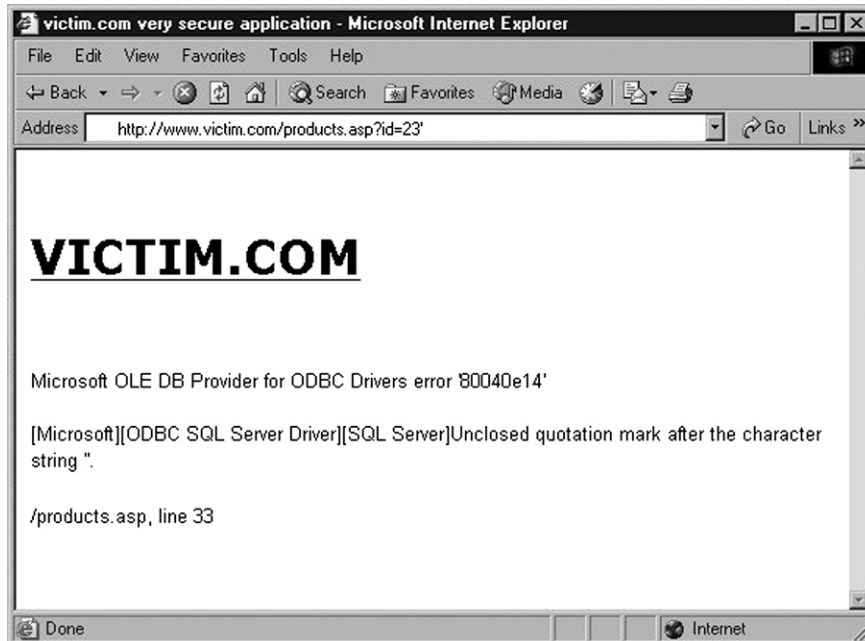 victim.com very secure application - Microsoft Internet Explorer
File Edit View Favorites Tools Help
Back Search Favorites Media
Address http://www.victim.com/products.asp?id=23' Go Links »
VICTIM.COM
Microsoft OLE DB Provider for ODBC Drivers error '80040e14'
[Microsoft][ODBC SQL Server Driver][SQL Server]Unclosed quotation mark after the character
string ''.
/products.asp, line 33
Done Internet